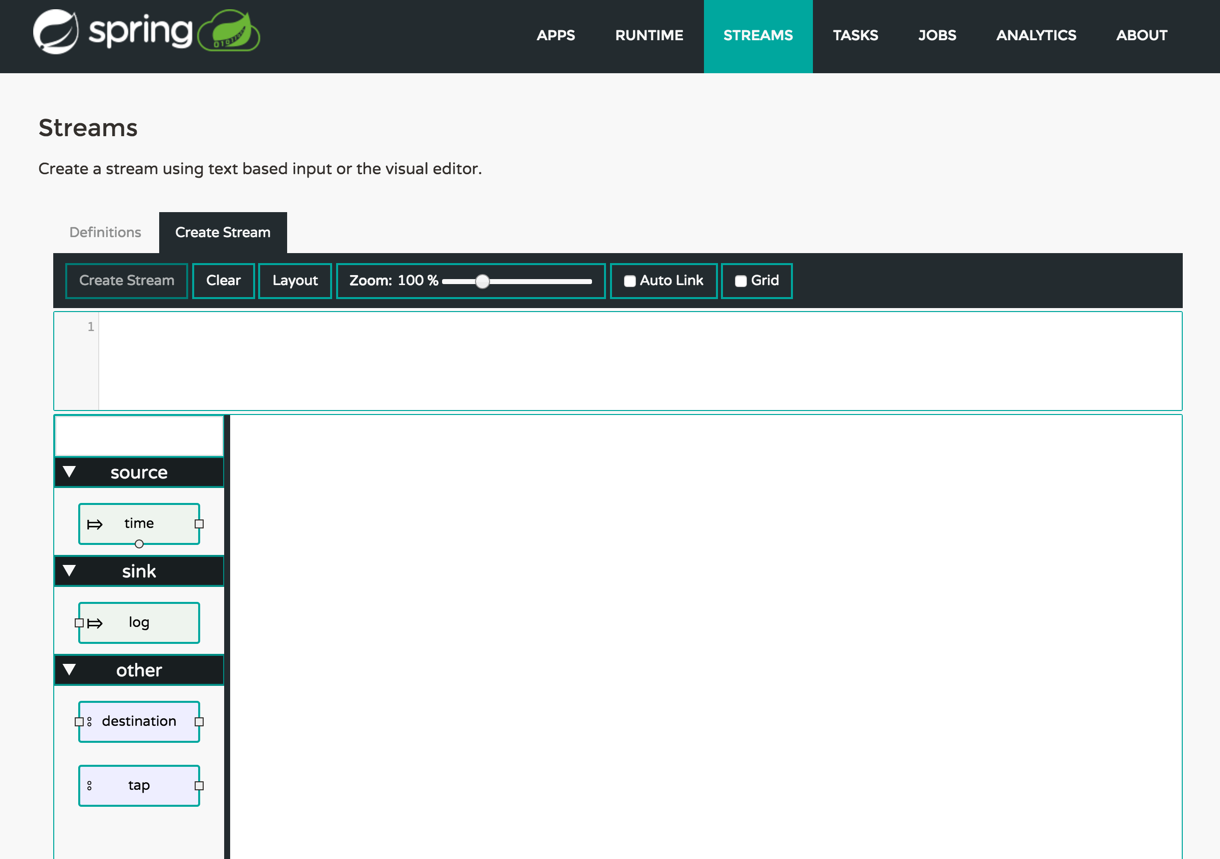 spring
APPS RUNTIME STREAMS TASKS JOBS ANALYTICS ABOUT
Streams
Create a stream using text based input or the visual editor.
Definitions Create Stream
Create Stream Clear Layout Zoom: 100 % Auto Link Grid
1
source
time
sink
log
other
destination
tap